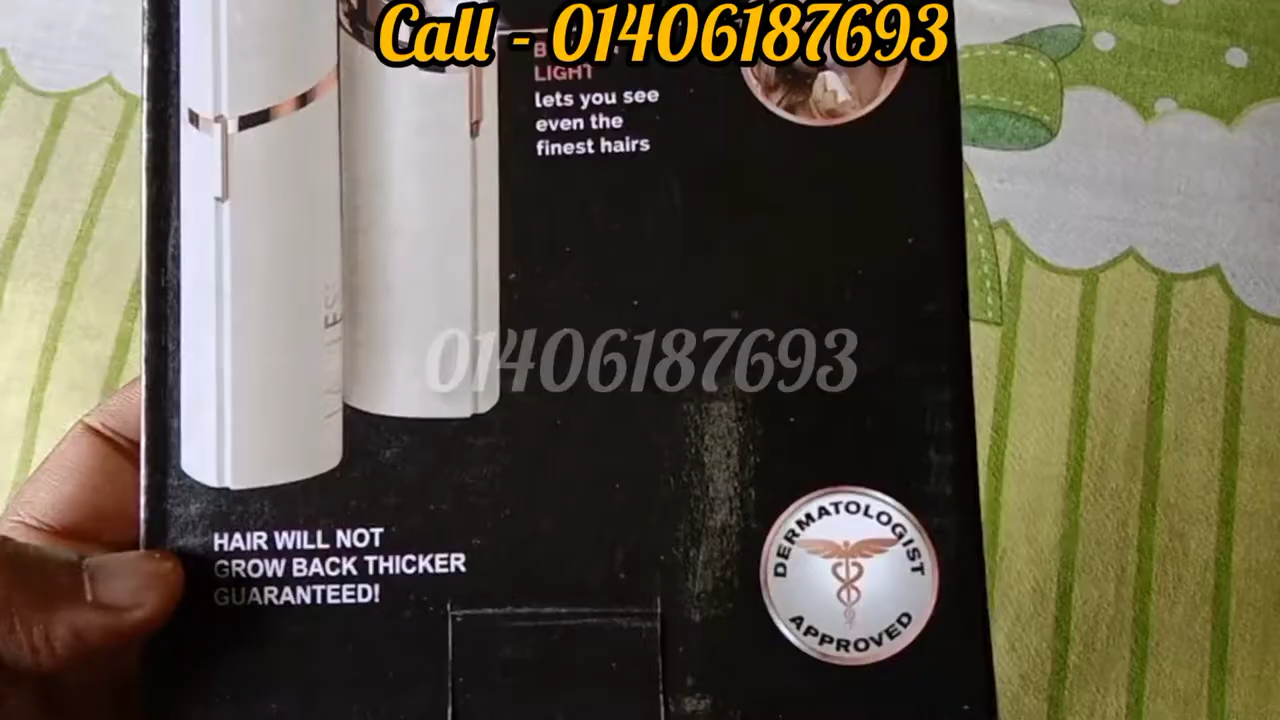 Call - 01406187693
LIGHT
lets you see
even the
finest hairs
01406187693
HAIR WILL NOT
GROW BACK THICKER
GUARANTEED!
DERMATOLOGIST
APPROVED